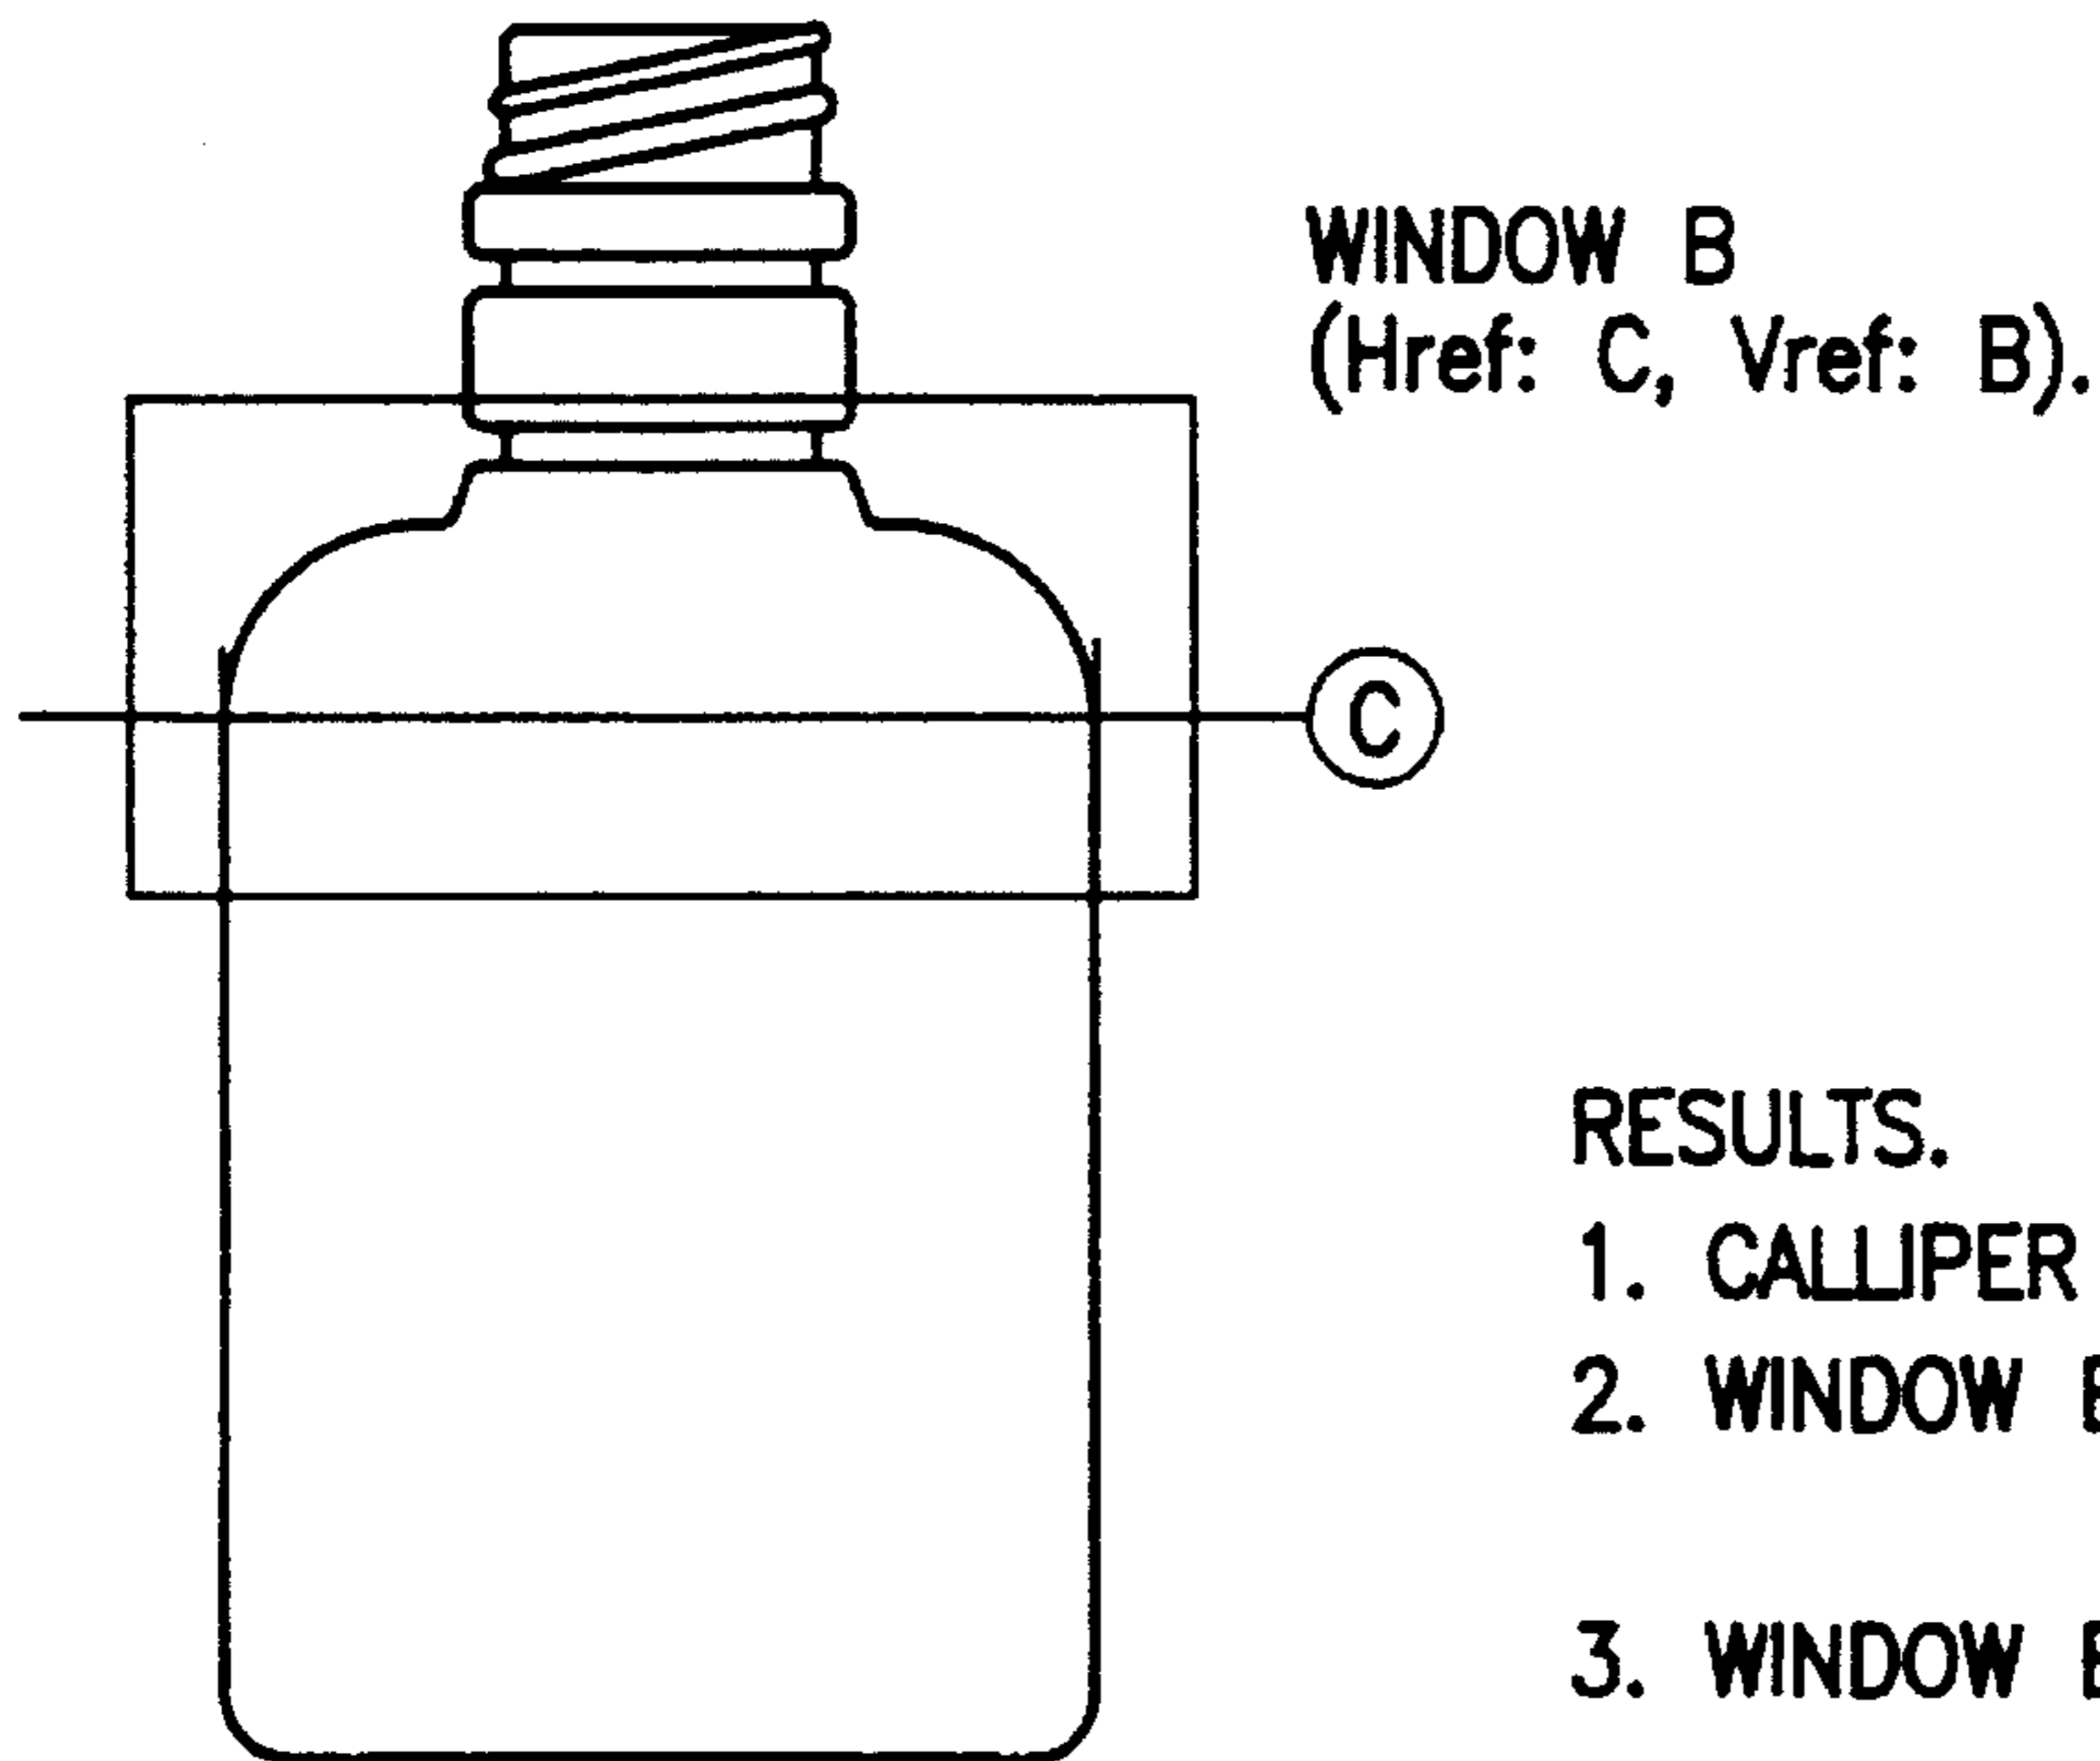 WINDOW B
(Href: C, Vref: B).
C
RESULTS.
1. CALLIPER
2. WINDOW
3. WINDOW